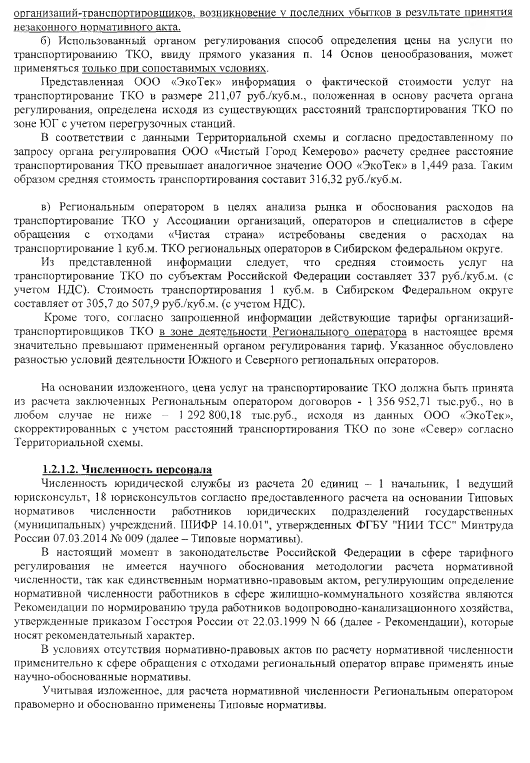 организаций-транспортировщиков, возникновение у последних убытков в результате принятия
незаконного нормативного акта.
б) Использованный органом регулирования способ определения цены на услуги по
транспортированию ТКО, ввиду прямого указания п. 14 Основ ценообразования, может
применяться только при сопоставимых условиях.
Представленная ООО «ЭкоТек» информация о фактической стоимости услуг на
транспортирование ТКО в размере 211,07 руб./куб.м., положенная в основу расчета органа
регулирования, определена исходя из существующих расстояний транспортирования ТКО по
зоне ЮГ с учетом перегрузочных станций.
В соответствии с данными Территориальной схемы и согласно предоставленному по
запросу органа регулирования ООО «Чистый Город Кемерово» расчету среднее расстояние
транспортирования ТКО превышает аналогичное значение ООО «ЭкоТек» в 1,449 раза. Таким
образом средняя стоимость транспортирования составит 316,32 руб./куб.м.
в) Региональным оператором в целях анализа рынка и обоснования расходов на
транспортирование ТКО у Ассоциации организаций, операторов и специалистов в сфере
обращения с отходами «Чистая страна» истребованы сведения о расходах на
транспортирование 1 куб.м. ТКО региональных операторов в Сибирском федеральном округе.
Из представленной информации следует, что средняя стоимость услуг на
транспортирование ТКО по субъектам Российской Федерации составляет 337 руб./куб.м. (с
учетом НДС). Стоимость транспортирования 1 куб.м. в Сибирском Федеральном округе
составляет от 305,7 до 507,9 руб./куб.м. (с учетом НДС).
Кроме того, согласно запрошенной информации действующие тарифы организаций-
транспортировщиков ТКО в зоне деятельности Регионального оператора в настоящее время
значительно превышают примененный органом регулирования тариф. Указанное обусловлено
разностью условий деятельности Южного и Северного региональных операторов.
На основании изложенного, цена услуг на транспортирование ТКО должна быть принята
из расчета заключенных Региональным оператором договоров - 1 356 952,71 тыс.руб., но в
любом случае не ниже – 1 292 800,18 тыс.руб., исходя из данных ООО «ЭкоТек»,
скорректированных с учетом расстояний транспортирования ТКО по зоне «Север» согласно
Территориальной схемы.
1.2.1.2. Численность персонала
Численность юридической службы из расчета 20 единиц – 1 начальник, 1 ведущий
юрисконсульт, 18 юрисконсультов согласно предоставленного расчета на основании Типовых
нормативов численности работников юридических подразделений государственных
(муниципальных) учреждений. ШИФР 14.10.01", утвержденных ФГБУ "НИИ ТСС" Минтруда
России 07.03.2014 № 009 (далее – Типовые нормативы).
В настоящий момент в законодательстве Российской Федерации в сфере тарифного
регулирования не имеется научного обоснования методологии расчета нормативной
численности, так как единственным нормативно-правовым актом, регулирующим определение
нормативной численности работников в сфере жилищно-коммунального хозяйства являются
Рекомендации по нормированию труда работников водопроводно-канализационного хозяйства,
утвержденные приказом Госстроя России от 22.03.1999 N 66 (далее - Рекомендации), которые
носят рекомендательный характер.
В условиях отсутствия нормативно-правовых актов по расчету нормативной численности
применительно к сфере обращения с отходами региональный оператор вправе применять иные
научно-обоснованные нормативы.
Учитывая изложенное, для расчета нормативной численности Региональным оператором
правомерно и обоснованно применены Типовые нормативы.